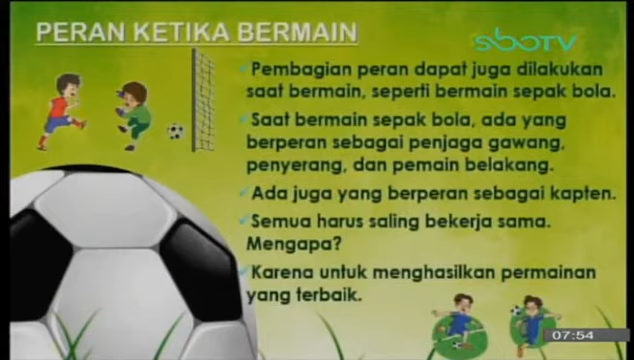 PERAN KETIKA BERMAIN
sboTV
Pembagian peran dapat juga dilakukan
saat bermain, seperti bermain sepak bola.
Saat bermain sepak bola, ada yang
berperan sebagai penjaga gawang,
penyerang, dan pemain belakang.
Ada juga yang berperan sebagai kapten.
Semua harus saling bekerja sama.
Mengapa?
Karena untuk menghasilkan permainan
yang terbaik.
07:54